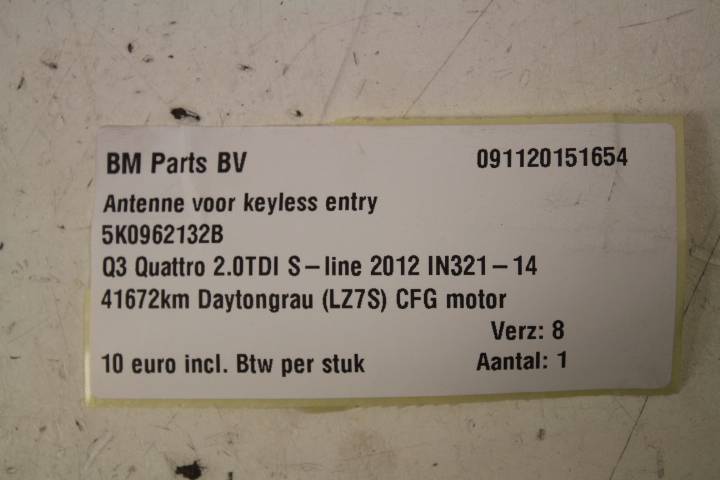 BM Parts BV 091120151654
Antenne voor keyless entry
5K0962132B
Q3 Quattro 2.0TDI S-line 2012 IN321-14
41672km Daytongrau (LZ7S) CFG motor
Verz: 8
10 euro incl. Btw per stuk Aantal: 1